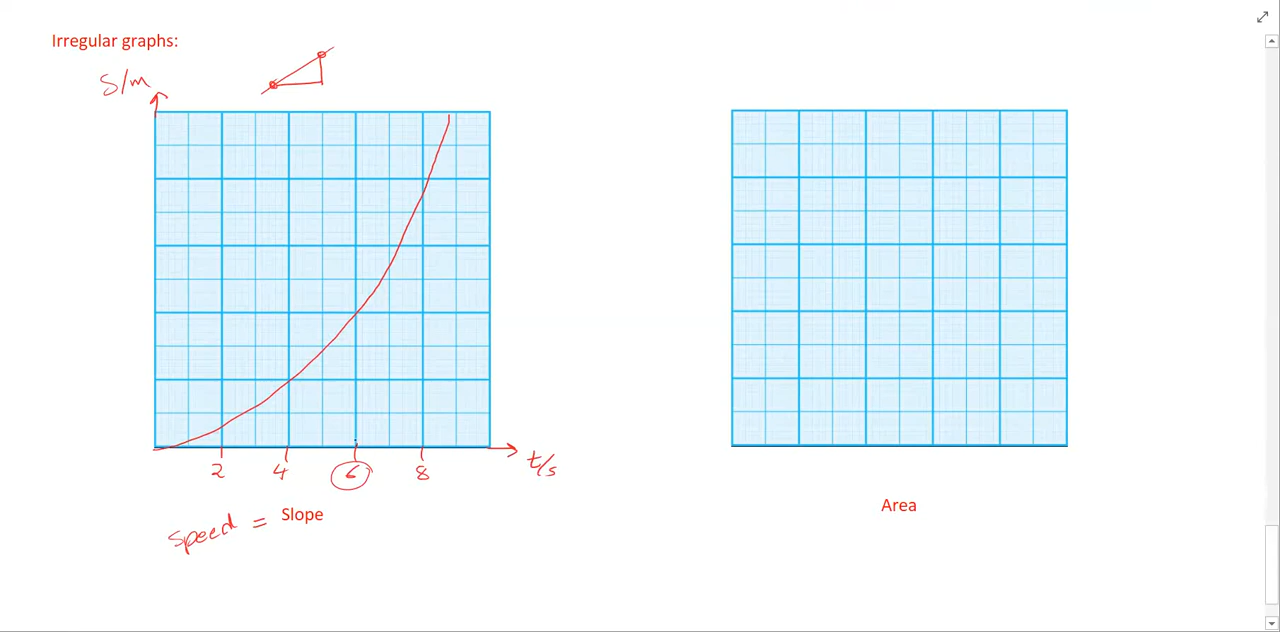 Irregular graphs:
S/m
2 4 6 8
t/s
speed = Slope
Area